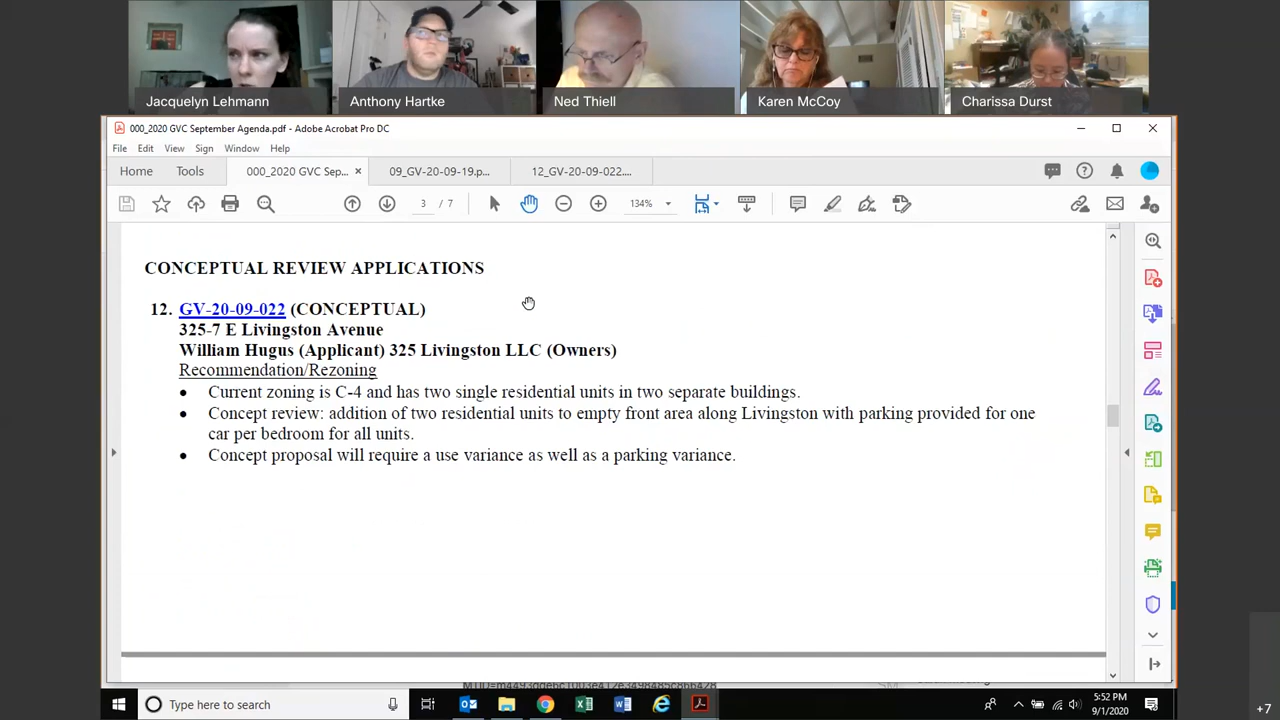 Jacquelyn Lehmann
Anthony Hartke
Ned Thiell
Karen McCoy
Charissa Durst
000_2020 GVC September Agenda.pdf - Adobe Acrobat Pro DC
File Edit View Sign Window Help
Home Tools 000_2020 GVC Sep... × 09_GV-20-09-19.p... 12_GV-20-09-022....
3 / 7 134%
CONCEPTUAL REVIEW APPLICATIONS
12. GV-20-09-022 (CONCEPTUAL)
325-7 E Livingston Avenue
William Hugus (Applicant) 325 Livingston LLC (Owners)
Recommendation/Rezoning
• Current zoning is C-4 and has two single residential units in two separate buildings.
• Concept review: addition of two residential units to empty front area along Livingston with parking provided for one
car per bedroom for all units.
• Concept proposal will require a use variance as well as a parking variance.
Type here to search
5:52 PM
9/1/2020
+7